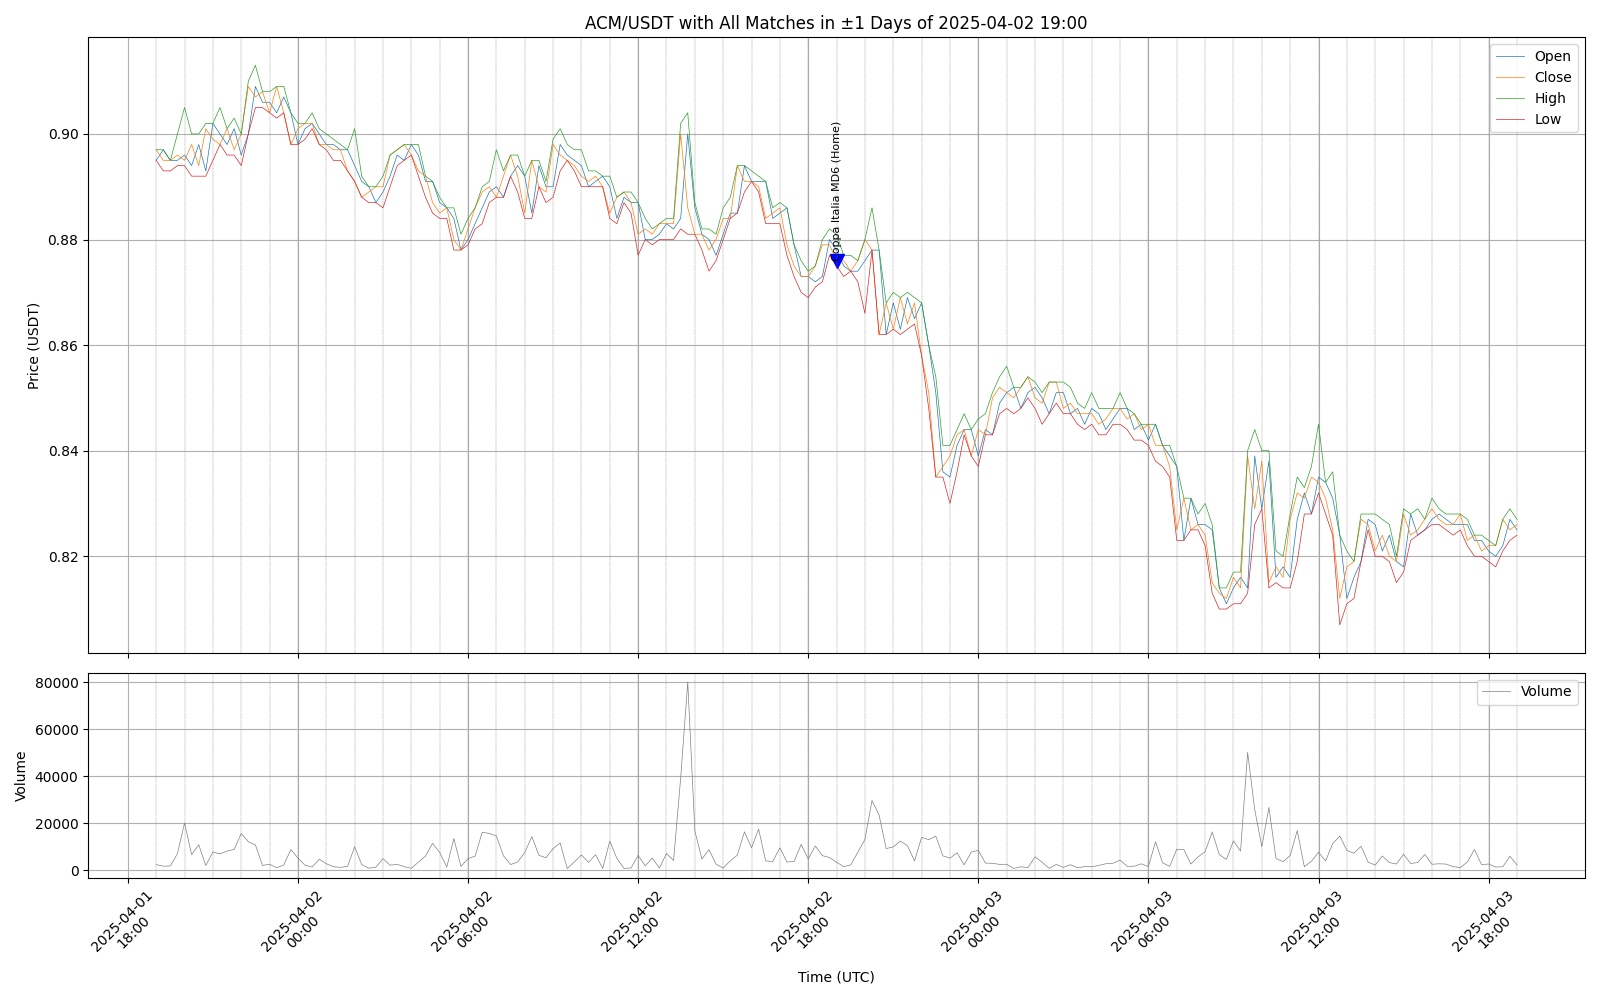 ACM/USDT with All Matches in ±1 Days of 2025-04-02 19:00
Open
Close
High
Low
Coppa Italia MD6 (Home)
Price (USDT)
0.90
0.88
0.86
0.84
0.82
Volume
Volume
80000
60000
40000
20000
0
2025-04-01
18:00
2025-04-02
00:00
2025-04-02
06:00
2025-04-02
12:00
2025-04-02
18:00
2025-04-03
00:00
2025-04-03
06:00
2025-04-03
12:00
2025-04-03
18:00
Time (UTC)